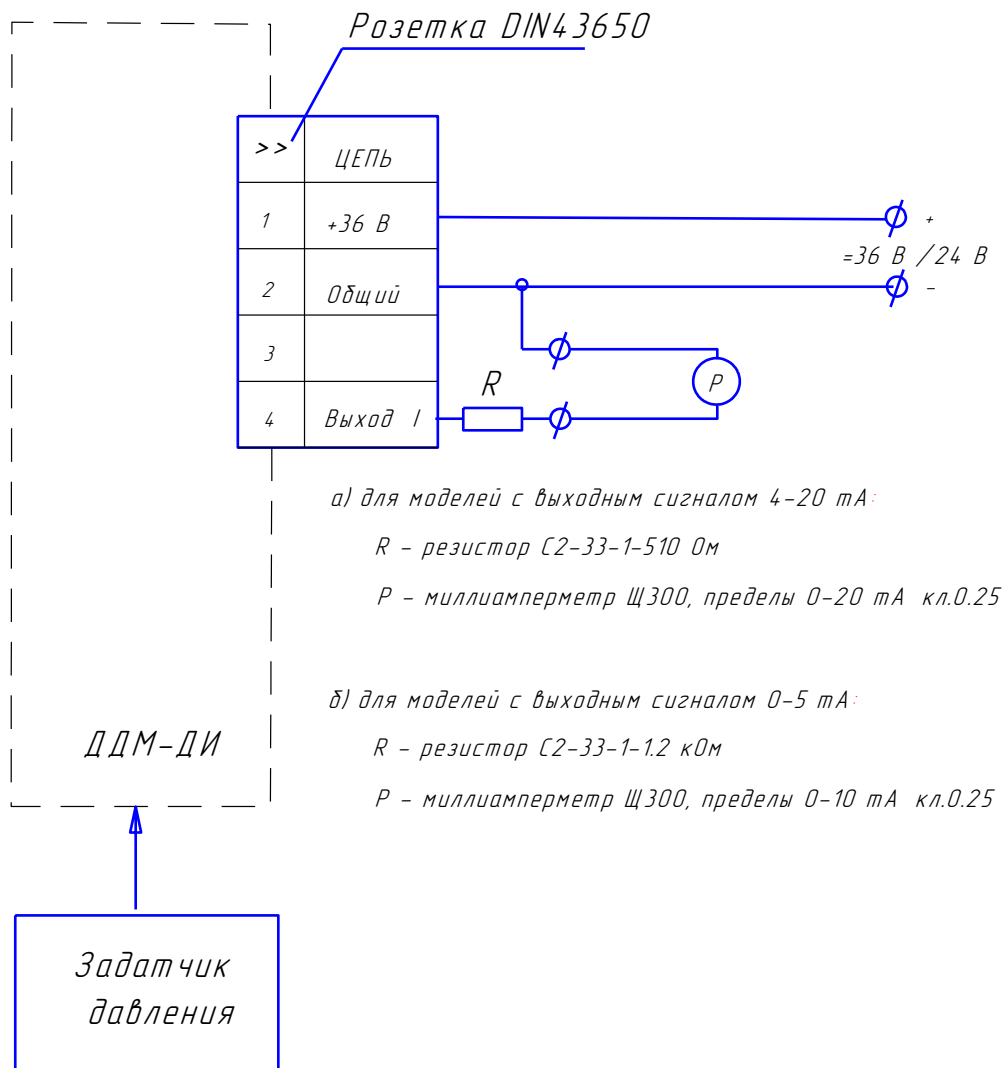 Розетка DIN43650
>> ЦЕПЬ
1 +36 В
+
=36 В /24 В
2 Общий
-
3
R
P
4 Выход I
а) для моделей с выходным сигналом 4-20 mA:
R - резистор С2-33-1-510 Ом
Р - миллиамперметр Щ300, пределы 0-20 mA кл.0.25
б) для моделей с выходным сигналом 0-5 mA:
R - резистор С2-33-1-1.2 кОм
Р - миллиамперметр Щ300, пределы 0-10 mA кл.0.25
ДДМ-ДИ
Задатчик
давления